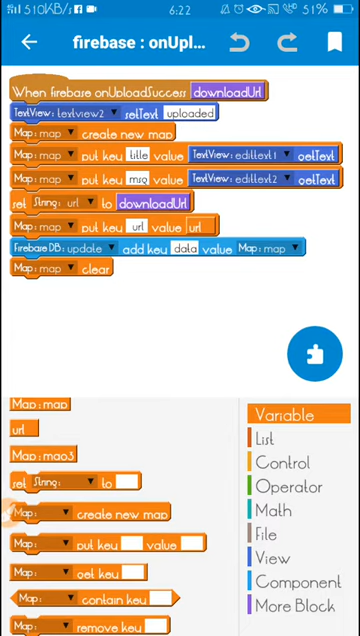 510KB/s 6:22 51%
firebase : onUpl...
When firebase onUploadSuccess downloadUrl
TextView: textview2 setText uploaded
Map: map create new map
Map: map put key title value TextView: edittext1 getText
Map: map put key msg value TextView: edittext2 getText
set String: url to downloadUrl
Map: map put key url value url
Firebase DB: update add key data value Map: map
Map: map clear
Map: map
url
Map: map3
set String: to
Map: create new map
Map: put key value
Map: get key
Map: contain key
Map: remove key
Variable
List
Control
Operator
Math
File
View
Component
More Block